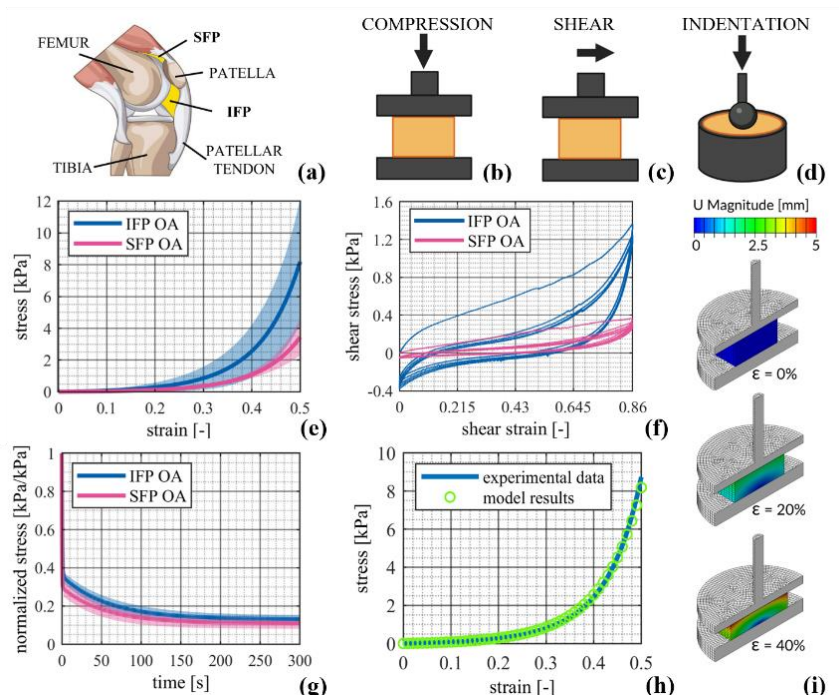 SFP
FEMUR
PATELLA
IFP
TIBIA
PATELLAR
TENDON
(a)
COMPRESSION
(b)
SHEAR
(c)
INDENTATION
(d)
12
10
8
6
4
2
0
stress [kPa]
IFP OA
SFP OA
0 0.1 0.2 0.3 0.4 0.5
strain [-]
(e)
1.6
1.2
0.8
0.4
0
-0.4
shear stress [kPa]
IFP OA
SFP OA
0 0.215 0.43 0.645 0.86
shear strain [-]
(f)
1
0.8
0.6
0.4
0.2
0
normalized stress [kPa/kPa]
IFP OA
SFP OA
0 50 100 150 200 250 300
time [s]
(g)
10
8
6
4
2
0
stress [kPa]
experimental data
model results
0 0.1 0.2 0.3 0.4 0.5
strain [-]
(h)
U Magnitude [mm]
0 2.5 5
ε = 0%
ε = 20%
ε = 40%
(i)